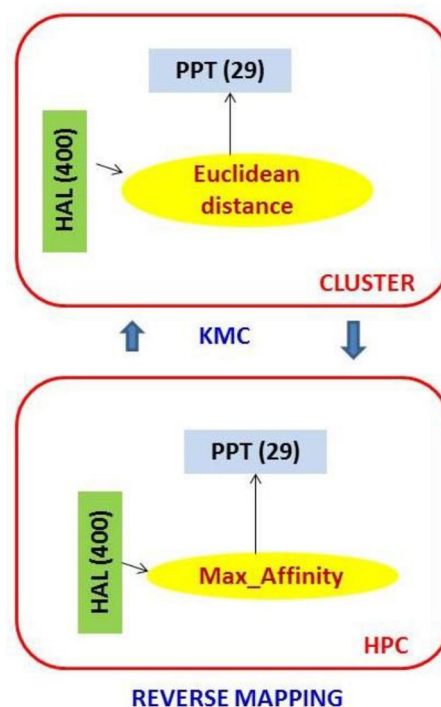 PPT (29)
HAL (400)
Euclidean
distance
CLUSTER
KMC
PPT (29)
HAL (400)
Max_Affinity
HPC
REVERSE MAPPING